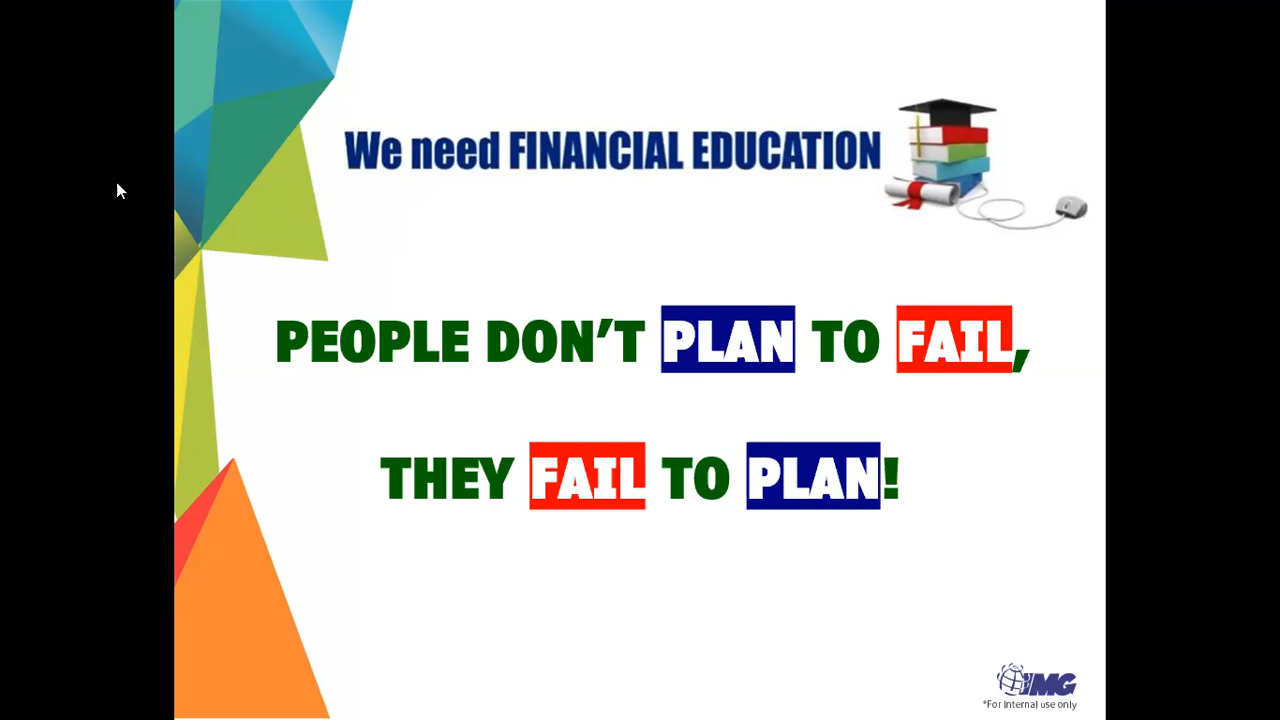 We need FINANCIAL EDUCATION
PEOPLE DON'T PLAN TO FAIL,
THEY FAIL TO PLAN!
IMG
*For Internal use only